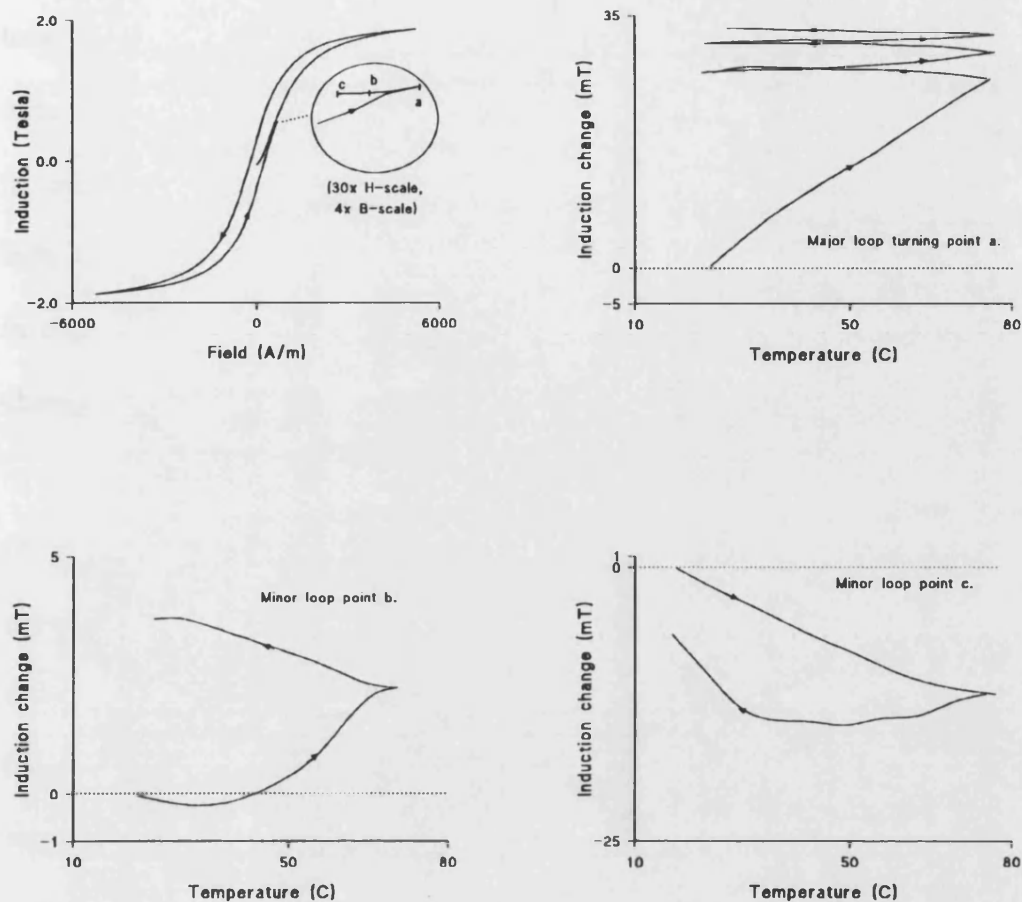 2.0
0.0
-2.0
-6000
0
6000
Induction (Tesla)
Field (A/m)
c
b
a
(30x H-scale,
4x B-scale)
35
0
-5
10
50
80
Induction change (mT)
Major loop turning point a.
Temperature (C)
5
0
-1
10
50
80
Induction change (mT)
Minor loop point b.
Temperature (C)
1
0
-25
10
50
80
Induction change (mT)
Minor loop point c.
Temperature (C)